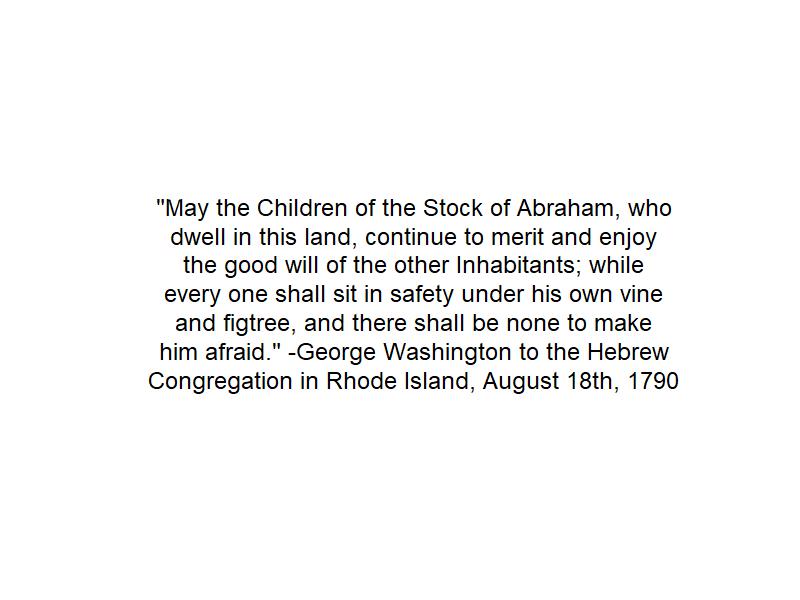 "May the Children of the Stock of Abraham, who
dwell in this land, continue to merit and enjoy
the good will of the other Inhabitants; while
every one shall sit in safety under his own vine
and figtree, and there shall be none to make
him afraid." -George Washington to the Hebrew
Congregation in Rhode Island, August 18th, 1790